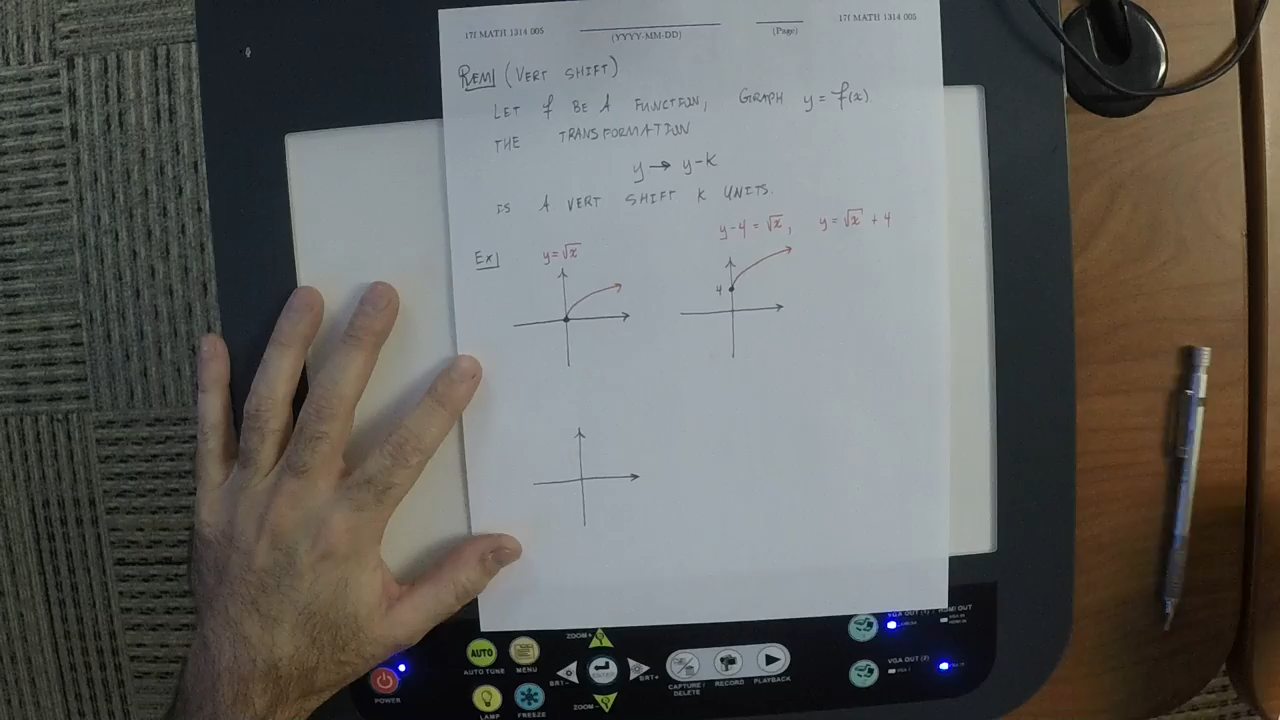 17f MATH 1314 005
(YYYY-MM-DD)
(Page)
17f MATH 1314 005
REM (VERT SHIFT)
LET f BE A FUNCTION, GRAPH y = f(x).
THE TRANSFORMATION
y → y-k
IS A VERT SHIFT K UNITS.
y-4 = √x, y = √x + 4
Ex y = √x
4
VGA OUT (1) HDMI OUT
ZOOM+
AUTO
AUTO TUNE
MENU
BRT-
ENTER
BRT+
CAPTURE/
DELETE
RECORD
PLAYBACK
VGA OUT (2)
POWER
LAMP
FREEZE
ZOOM-